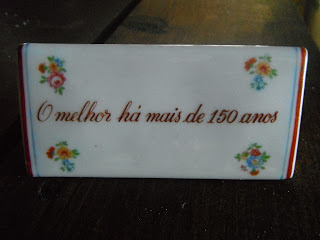 O melhor há mais de 150 anos